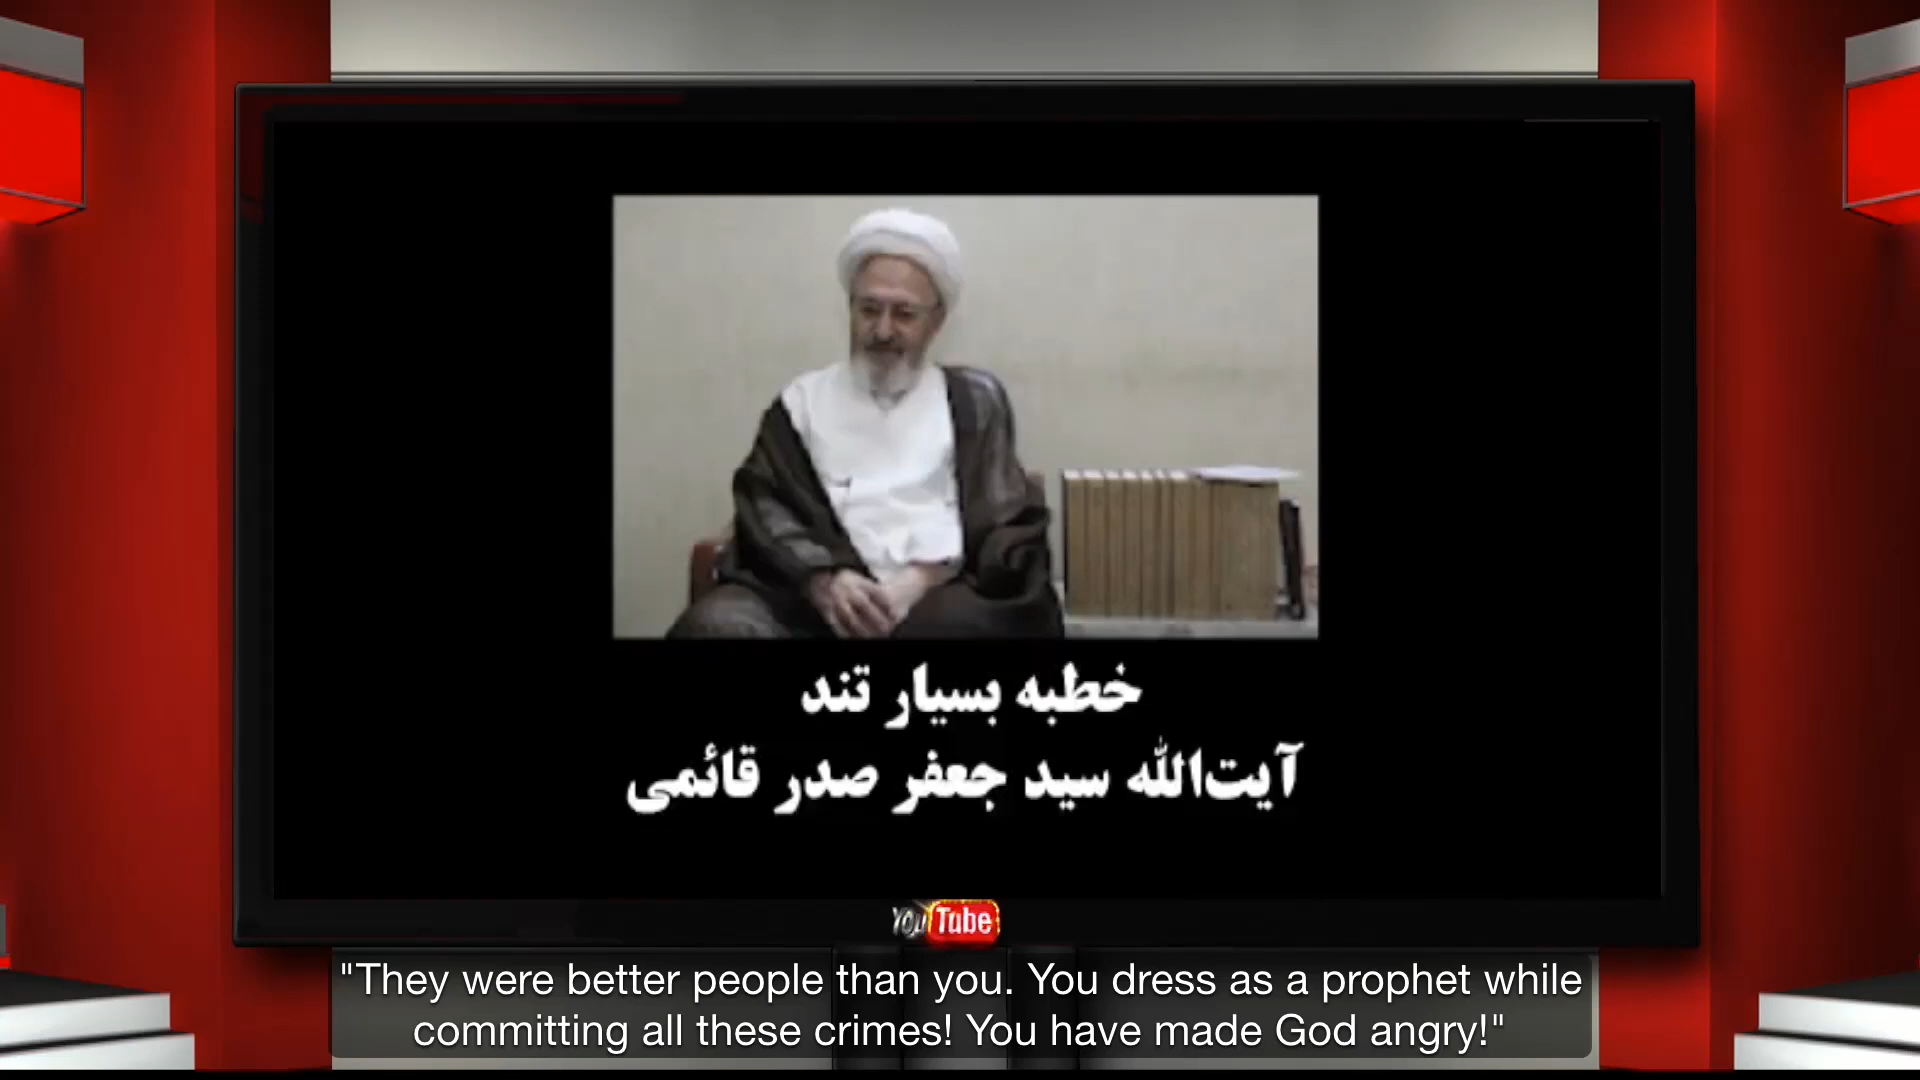 خطبه بسیار تند
آیت‌الله سید جعفر صدر قائمی
YouTube
"They were better people than you. You dress as a prophet while
committing all these crimes! You have made God angry!"